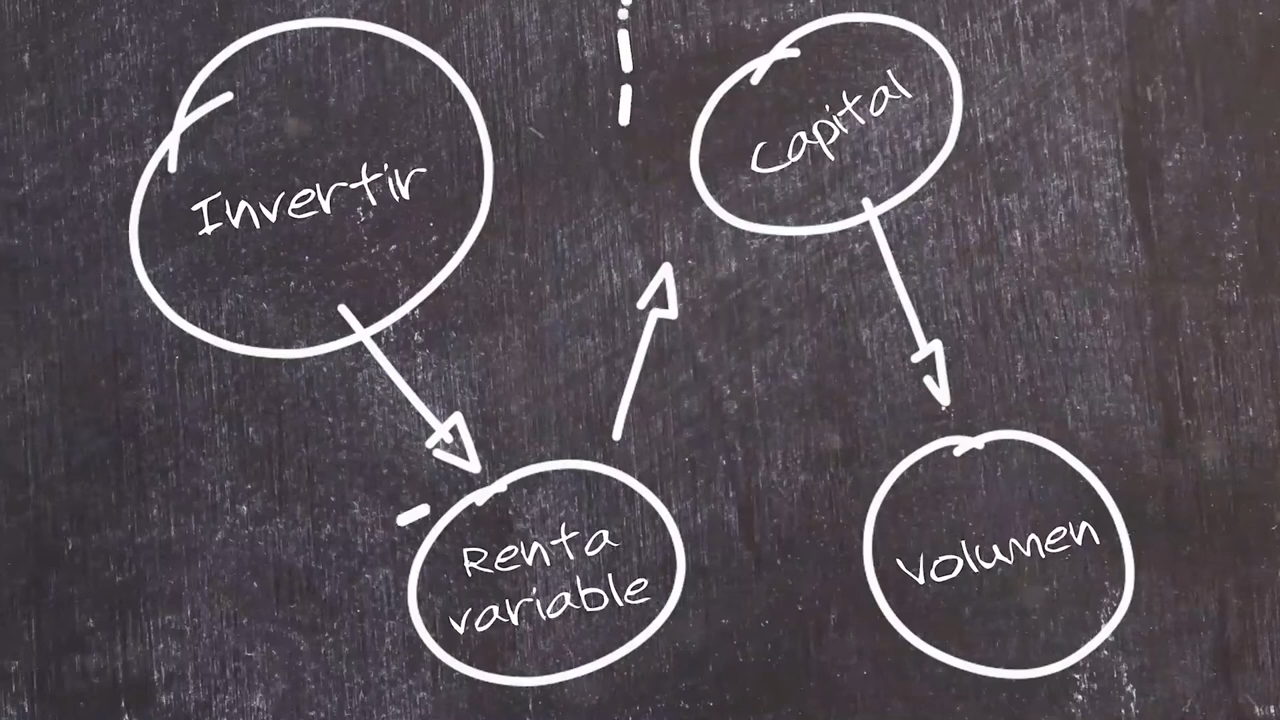 Invertir
Capital
Renta
variable
Volumen